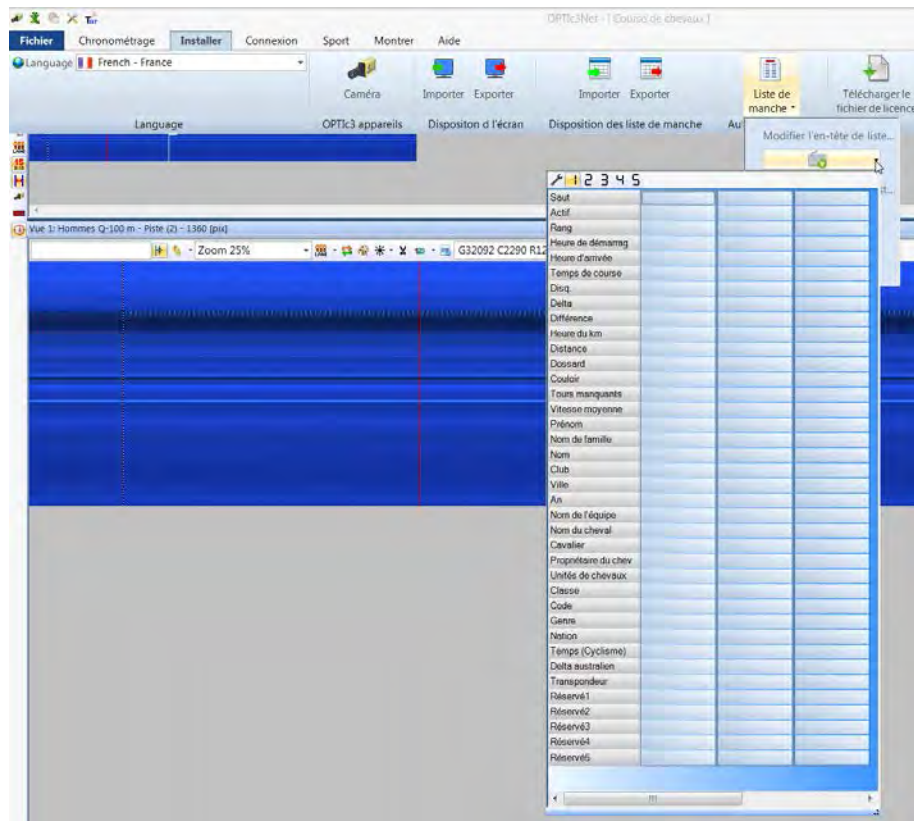 OPTIc3Net - [ Course de chevaux ]
Fichier Chronométrage Installer Connexion Sport Montrer Aide
Language French - France
Caméra Importer Exporter Importer Exporter Liste de manche Télécharger le fichier de licence
Language OPTIc3 appareils Dispositon d l'écran Disposition des liste de manche Au
Modifier l'en-tête de liste...
1 2 3 4 5
Vue 1: Hommes Q-100 m - Piste (2) - 1360 [pix]
Zoom 25% G32092 C2290 R12
Saut
Actif
Rang
Heure de démarrag
Heure d'arrivée
Temps de course
Disq.
Delta
Différence
Heure du km
Distance
Dossard
Couloir
Tours manquants
Vitesse moyenne
Prénom
Nom de famille
Nom
Club
Ville
An
Nom de l'équipe
Nom du cheval
Cavalier
Propriétaire du chev
Unités de chevaux
Classe
Code
Genre
Nation
Temps (Cyclisme)
Delta australien
Transpondeur
Réservé1
Réservé2
Réservé3
Réservé4
Réservé5